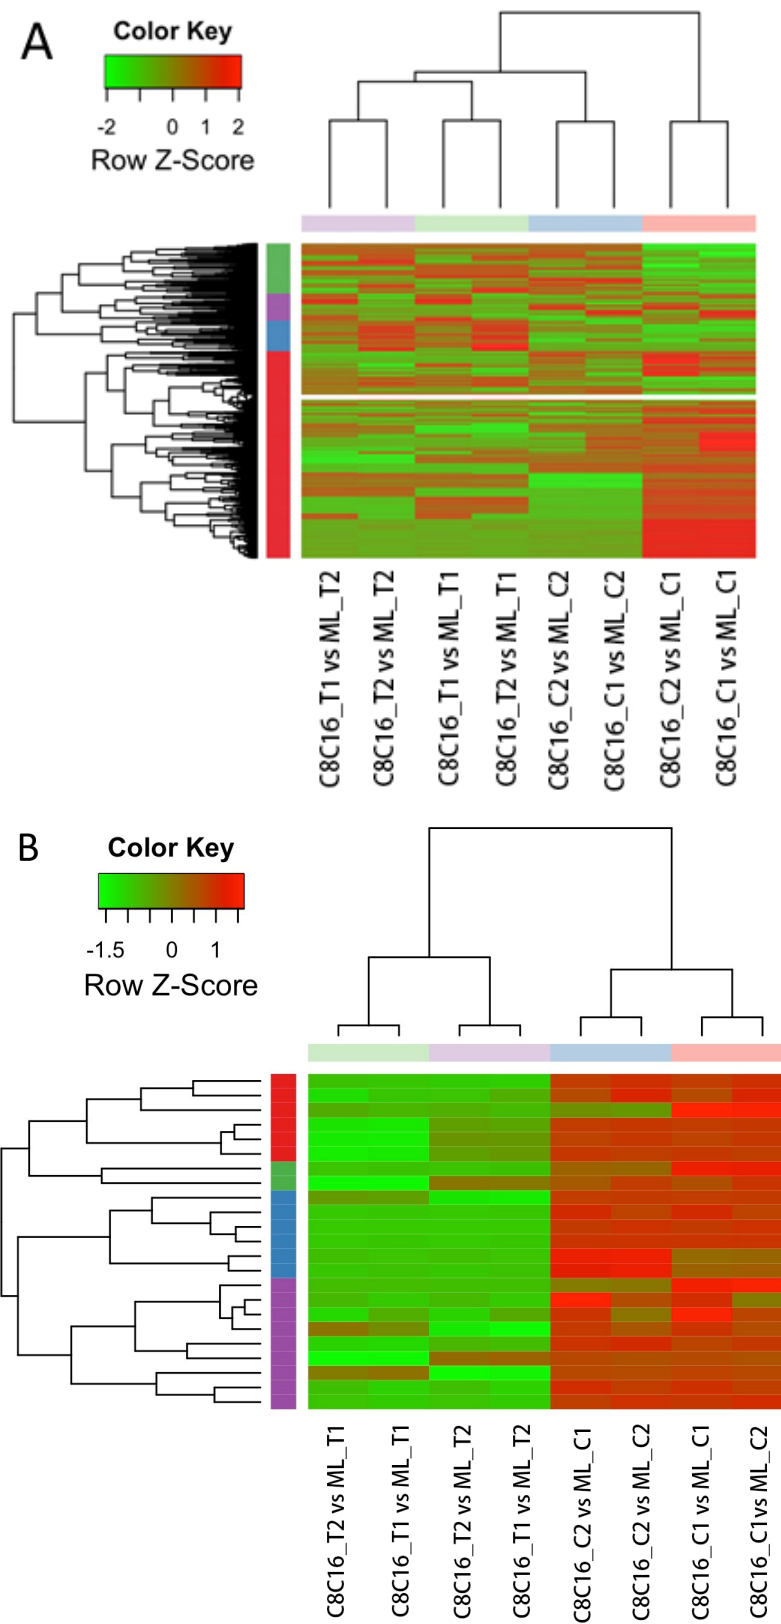 A
Color Key
-2 0 1 2
Row Z-Score
C8C16_T1 vs ML_T2
C8C16_T2 vs ML_T2
C8C16_T1 vs ML_T1
C8C16_T2 vs ML_T1
C8C16_C2 vs ML_C2
C8C16_C1 vs ML_C2
C8C16_C2 vs ML_C1
C8C16_C1 vs ML_C1
B
Color Key
-1.5 0 1
Row Z-Score
C8C16_T2 vs ML_T1
C8C16_T1 vs ML_T1
C8C16_T2 vs ML_T2
C8C16_T1 vs ML_T2
C8C16_C2 vs ML_C1
C8C16_C2 vs ML_C2
C8C16_C1 vs ML_C1
C8C16_C1vs ML_C2